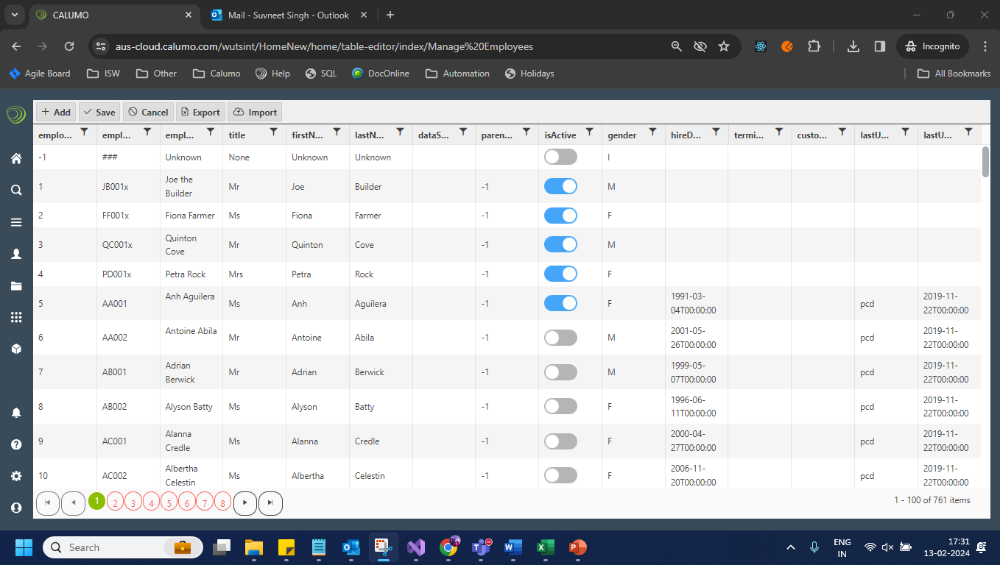 CALUMO
Mail - Suvneet Singh - Outlook
aus-cloud.calumo.com/wutsint/HomeNew/home/table-editor/index/Manage%20Employees
Incognito
Agile Board ISW Other Calumo Help SQL DocOnline Automation Holidays All Bookmarks
+ Add Save Cancel Export Import
emplo... empl... empl... title firstN... lastN... dataS... paren... isActive gender hireD... termi... custo... lastU... lastU...
-1 ### Unknown None Unknown Unknown I
1 JB001x Joe the Builder Mr Joe Builder -1 M
2 FF001x Fiona Farmer Ms Fiona Farmer -1 F
3 QC001x Quinton Cove Mr Quinton Cove -1 M
4 PD001x Petra Rock Mrs Petra Rock -1 F
5 AA001 Anh Aguilera Ms Anh Aguilera -1 F 1991-03-04T00:00:00 pcd 2019-11-22T00:00:00
6 AA002 Antoine Abila Mr Antoine Abila -1 M 2001-05-26T00:00:00 pcd 2019-11-22T00:00:00
7 AB001 Adrian Berwick Mr Adrian Berwick -1 M 1999-05-07T00:00:00 pcd 2019-11-22T00:00:00
8 AB002 Alyson Batty Ms Alyson Batty -1 F 1996-06-11T00:00:00 pcd 2019-11-22T00:00:00
9 AC001 Alanna Credle Ms Alanna Credle -1 F 2000-04-27T00:00:00 pcd 2019-11-22T00:00:00
10 AC002 Albertha Celestin Ms Albertha Celestin -1 F 2006-11-20T00:00:00 pcd 2019-11-22T00:00:00
1 2 3 4 5 6 7 8
1 - 100 of 761 items
Search
ENG
IN
17:31
13-02-2024